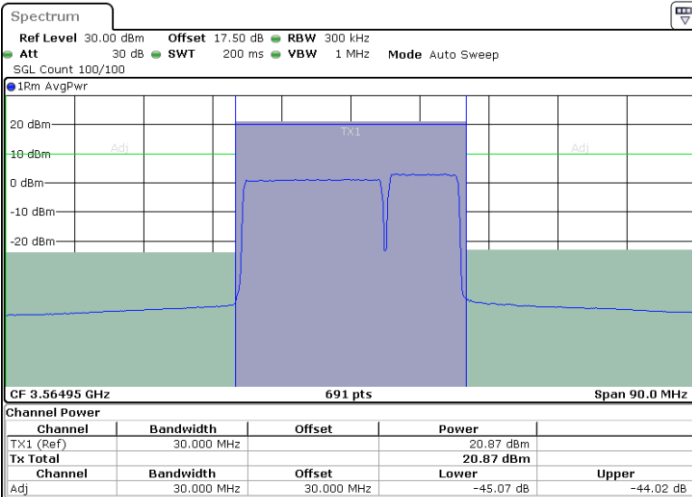 Spectrum
Ref Level 30.00 dBm Offset 17.50 dB RBW 300 kHz
Att 30 dB SWT 200 ms VBW 1 MHz Mode Auto Sweep
SGL Count 100/100
1Rm AvgPwr
20 dBm
TX1
Adj
Adj
10 dBm
0 dBm
-10 dBm
-20 dBm
CF 3.56495 GHz 691 pts Span 90.0 MHz
Channel Power
Channel Bandwidth Offset Power
TX1 (Ref) 30.000 MHz 20.87 dBm
Tx Total 20.87 dBm
Channel Bandwidth Offset Lower Upper
Adj 30.000 MHz 30.000 MHz -45.07 dB -44.02 dB